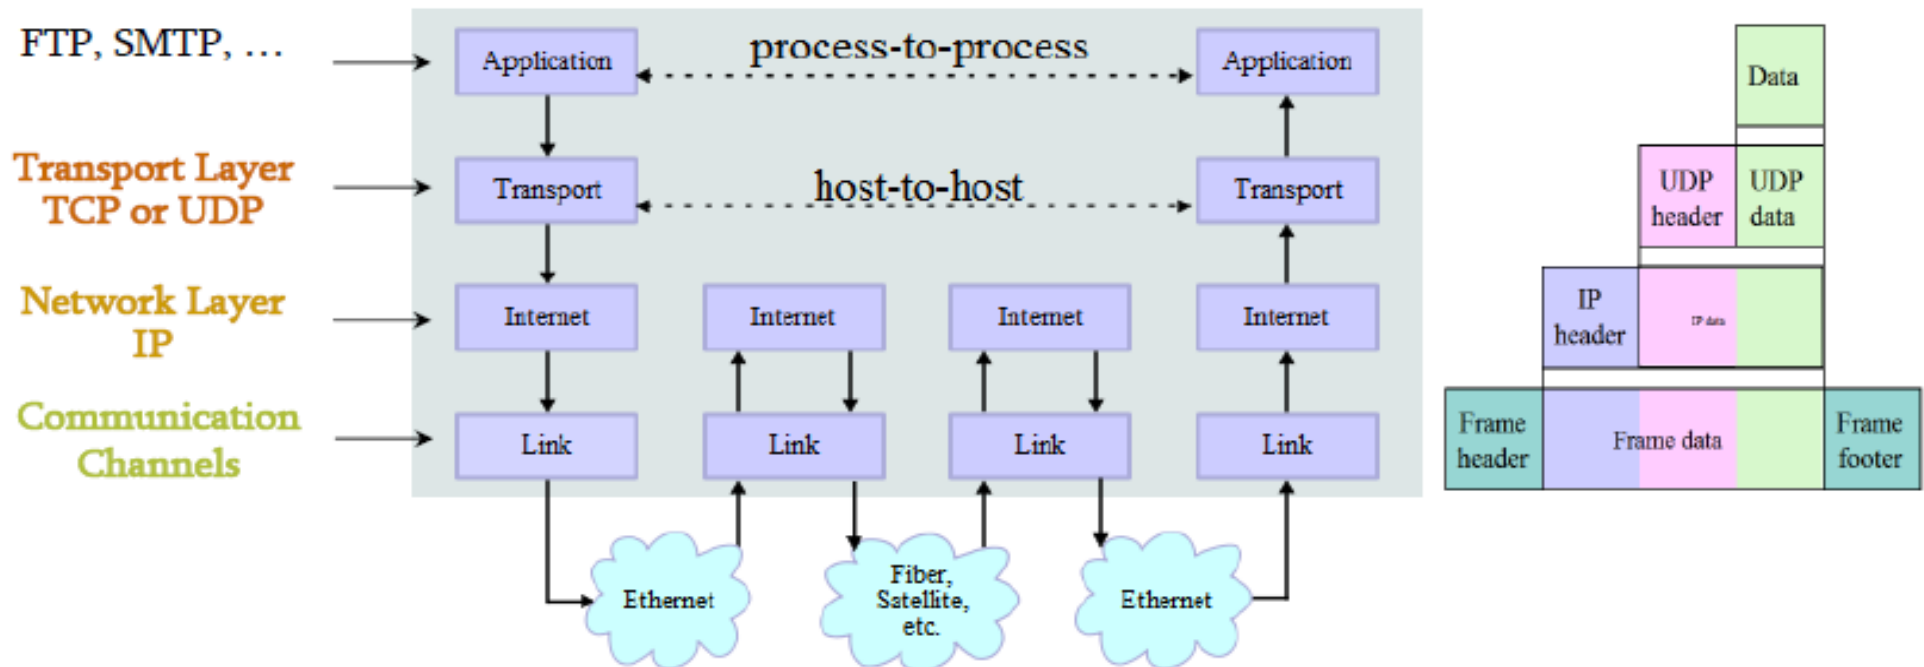 FTP, SMTP, …
Transport Layer
TCP or UDP
Network Layer
IP
Communication
Channels
Application
process-to-process
Application
Transport
host-to-host
Transport
Internet
Internet
Internet
Internet
Link
Link
Link
Link
Ethernet
Fiber,
Satellite,
etc.
Ethernet
Data
UDP
header
UDP
data
IP
header
IP data
Frame
header
Frame data
Frame
footer